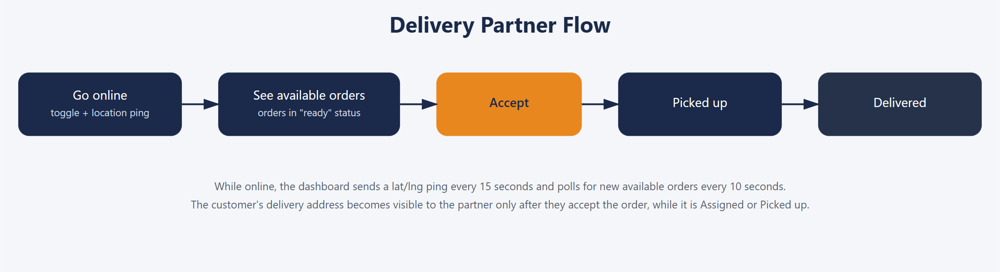 Delivery Partner Flow
Go online
toggle + location ping
See available orders
orders in "ready" status
Accept
Picked up
Delivered
While online, the dashboard sends a lat/lng ping every 15 seconds and polls for new available orders every 10 seconds.
The customer's delivery address becomes visible to the partner only after they accept the order, while it is Assigned or Picked up.